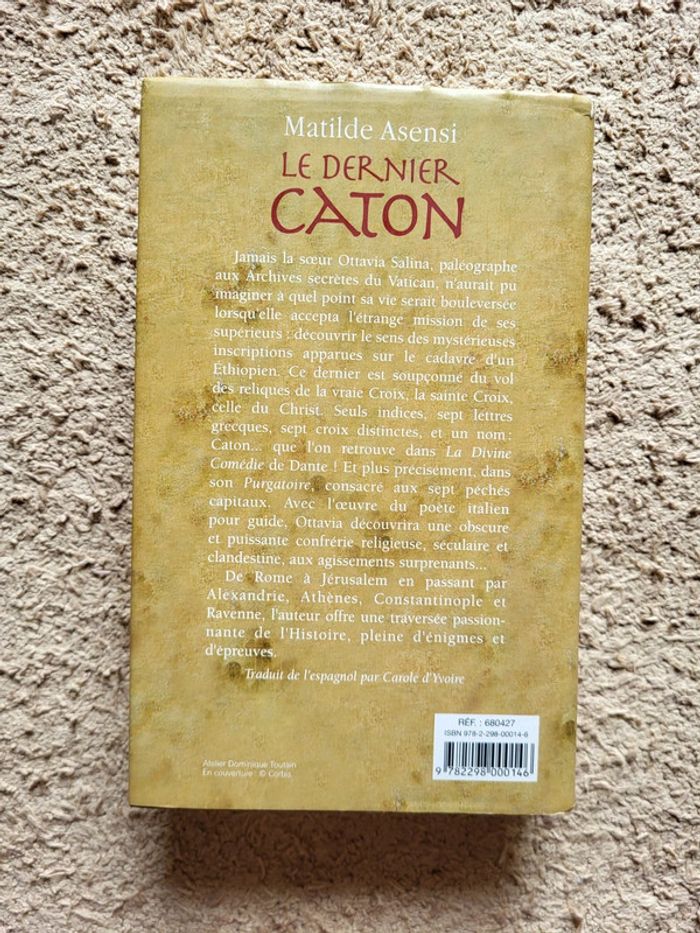 Matilde Asensi
LE DERNIER
CATON
Jamais la sœur Ottavia Salina, paléographe
aux Archives secrètes du Vatican, n'aurait pu
imaginer à quel point sa vie serait bouleversée
lorsqu'elle accepta l'étrange mission de ses
supérieurs : découvrir le sens des mystérieuses
inscriptions apparues sur le cadavre d'un
Éthiopien. Ce dernier est soupçonné du vol
des reliques de la vraie Croix, la sainte Croix,
celle du Christ. Seuls indices, sept lettres
grecques, sept croix distinctes, et un nom :
Caton... que l'on retrouve dans La Divine
Comédie de Dante ! Et plus précisément, dans
son Purgatoire, consacré aux sept péchés
capitaux. Avec l'œuvre du poète italien
pour guide, Ottavia découvrira une obscure
et puissante confrérie religieuse, séculaire et
clandestine, aux agissements surprenants...
De Rome à Jérusalem en passant par
Alexandrie, Athènes, Constantinople et
Ravenne, l'auteur offre une traversée passion-
nante de l'Histoire, pleine d'énigmes et
d'épreuves.
Traduit de l'espagnol par Carole d'Yvoire
RÉF. : 680427
ISBN 978-2-298-00014-6
9 782298 000146
Atelier Dominique Toutain
En couverture : © Corbis